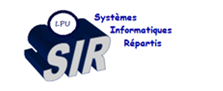 LPU
SIR
Systèmes
Informatiques
Répartis